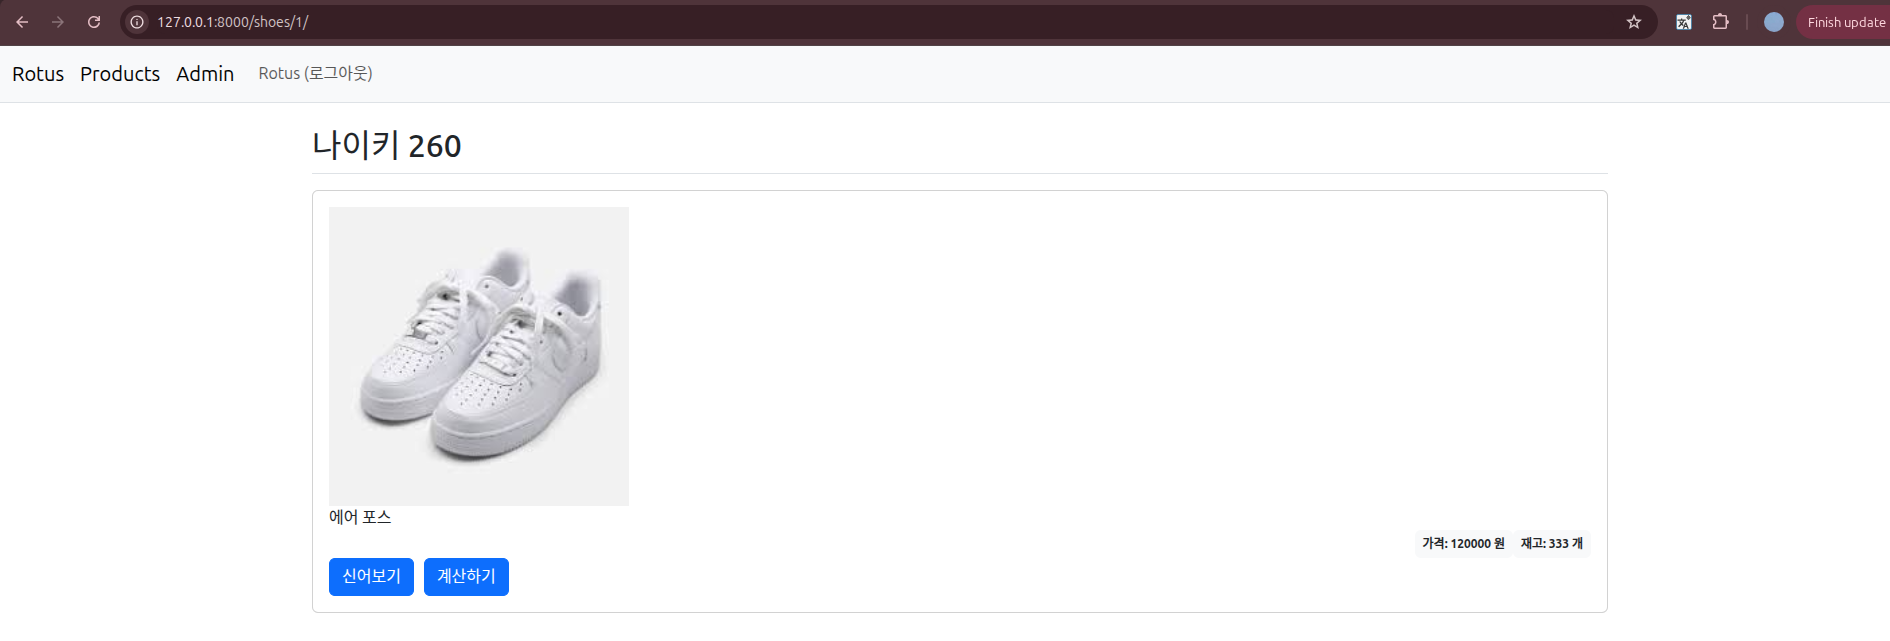 127.0.0.1:8000/shoes/1/
Finish update
Rotus Products Admin Rotus (로그아웃)
나이키 260
에어 포스
가격: 120000 원 재고: 333 개
신어보기 계산하기